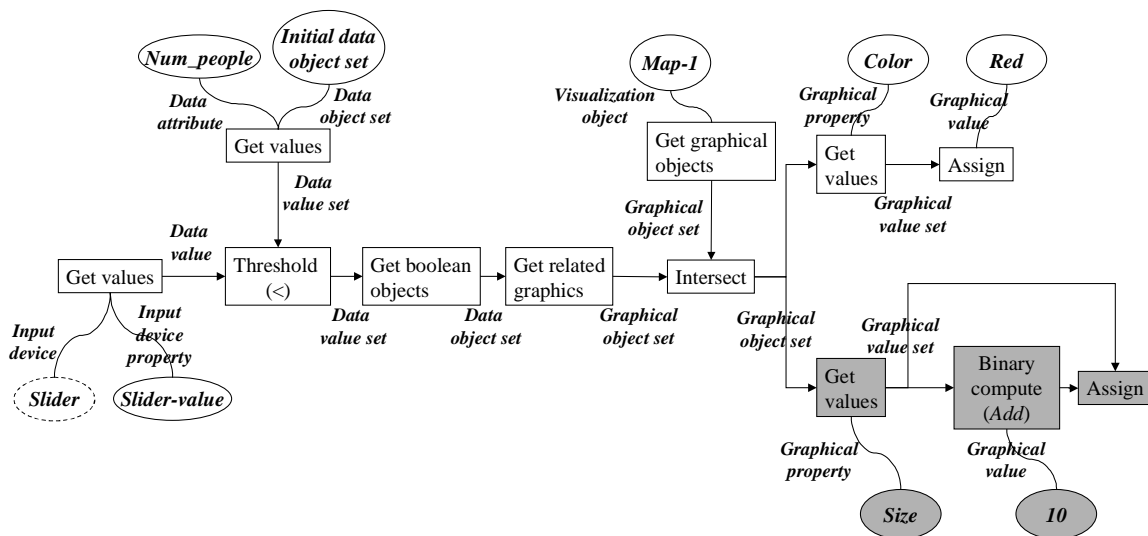 Initial data
object set
Num_people
Map-1
Color
Red
Data
attribute
Data
object set
Visualization
object
Graphical
property
Graphical
value
Get values
Get graphical
objects
Get
values
Assign
Data
value set
Graphical
object set
Graphical
value set
Data
value
Get values
Threshold
(<)
Get boolean
objects
Get related
graphics
Intersect
Input
device
Input
device
property
Data
value set
Data
object set
Graphical
object set
Graphical
object set
Graphical
value set
Slider
Slider-value
Get
values
Binary
compute
(Add)
Assign
Graphical
property
Graphical
value
Size
10